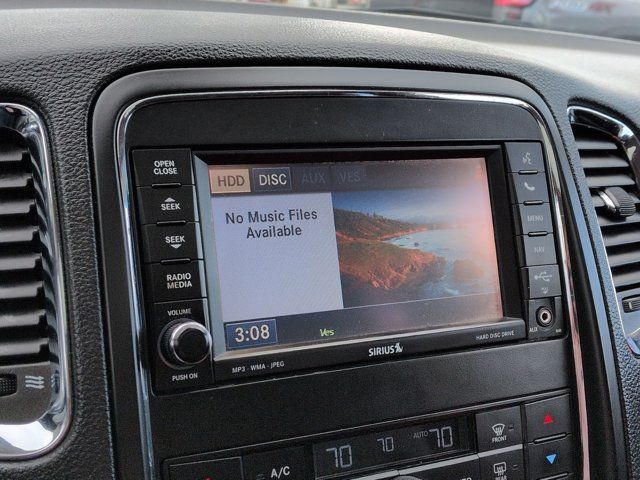 OPEN
CLOSE
SEEK
SEEK
RADIO
MEDIA
VOLUME
PUSH ON
HDD DISC AUX VES
No Music Files
Available
3:08 Yes
MP3 - WMA - JPEG
SIRIUS
HARD DISC DRIVE
MENU
NAV
AUX
A/C
70 70 AUTO 70
FRONT
REAR